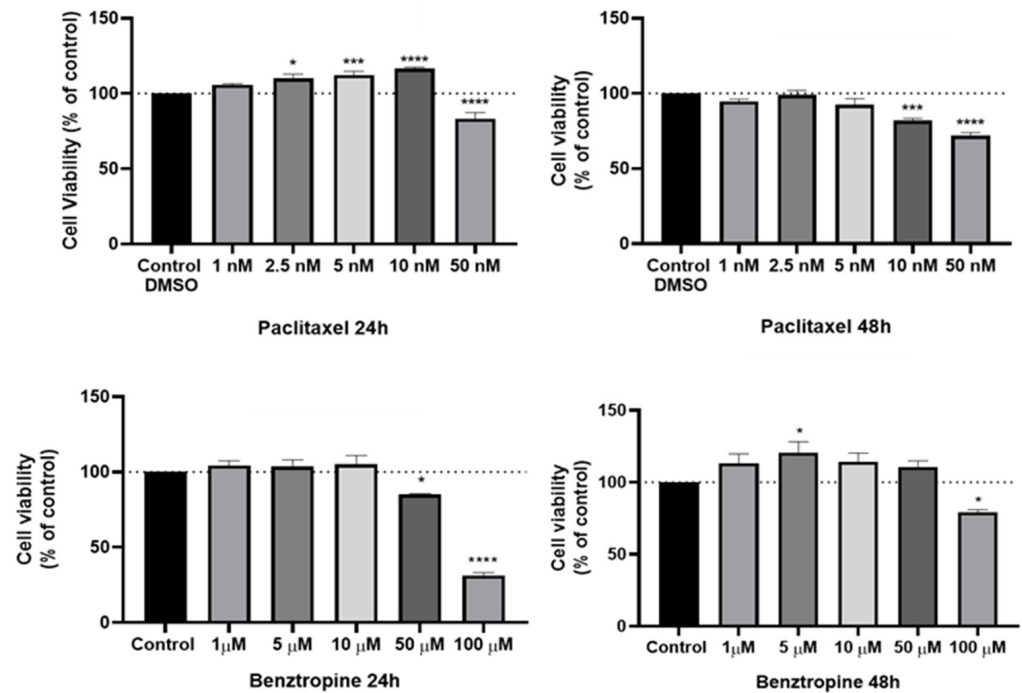 Cell Viability (% of control)
150
100
50
0
*
***
****
****
Control
DMSO
1 nM
2.5 nM
5 nM
10 nM
50 nM
Paclitaxel 24h
Cell viability
(% of control)
150
100
50
0
***
****
Control
DMSO
1 nM
2.5 nM
5 nM
10 nM
50 nM
Paclitaxel 48h
Cell viability
(% of control)
150
100
50
0
*
****
Control
1μM
5 μM
10 μM
50 μM
100 μM
Benztropine 24h
Cell viability
(% of control)
150
100
50
0
*
*
Control
1μM
5 μM
10 μM
50 μM
100 μM
Benztropine 48h